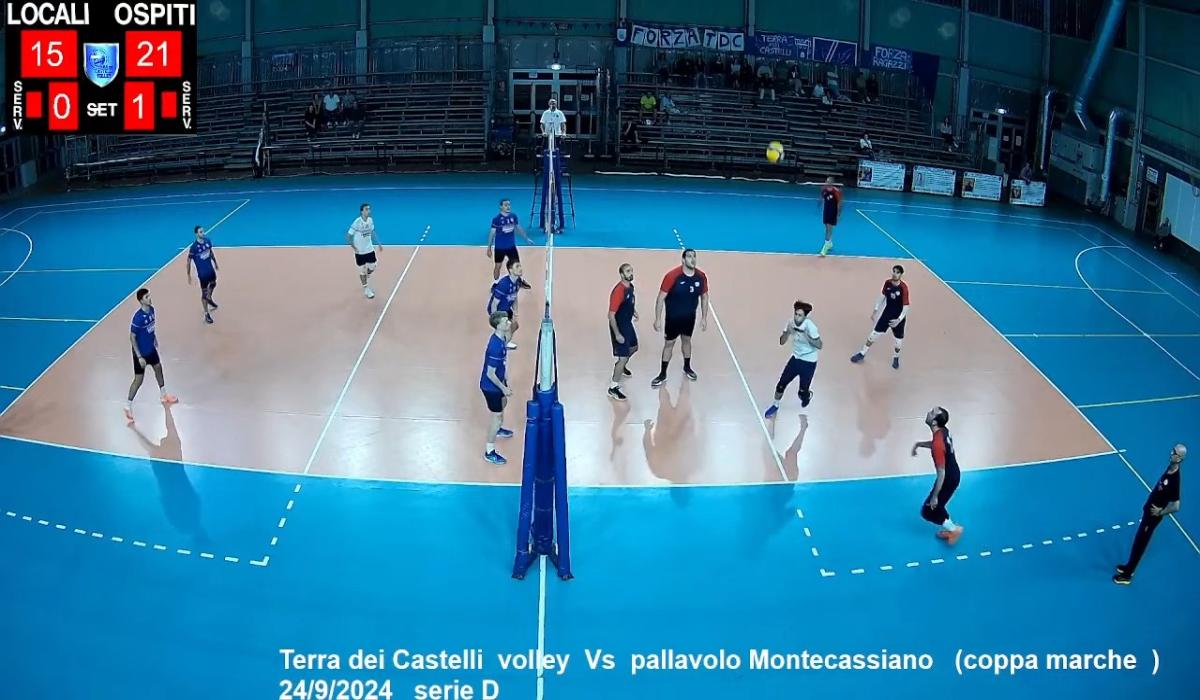 LOCALI OSPITI
15 21
SERV. 0 SET 1 SERV.
FORZA TDC
TERRA
CASTELLI
FORZA
RAGAZZI
3
Terra dei Castelli volley Vs pallavolo Montecassiano (coppa marche )
24/9/2024 serie D